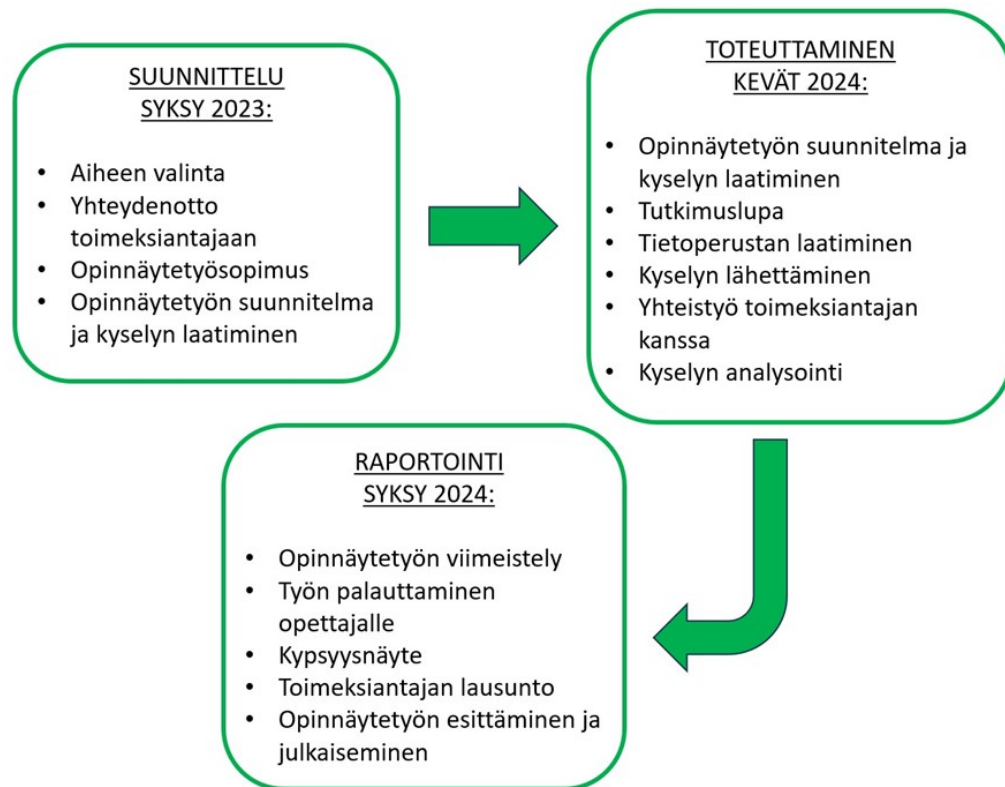 SUUNNITTELU
SYKSY 2023:
• Aiheen valinta
• Yhteydenotto
toimeksiantajaan
• Opinnäytetyösopimus
• Opinnäytetyön suunnitelma
ja kyselyn laatiminen
TOTEUTTAMINEN
KEVÄT 2024:
• Opinnäytetyön suunnitelma ja
kyselyn laatiminen
• Tutkimuslupa
• Tietoperustan laatiminen
• Kyselyn lähettäminen
• Yhteistyö toimeksiantajan
kanssa
• Kyselyn analysointi
RAPORTOINTI
SYKSY 2024:
• Opinnäytetyön viimeistely
• Työn palauttaminen
opettajalle
• Kypsyysnäyte
• Toimeksiantajan lausunto
• Opinnäytetyön esittäminen ja
julkaiseminen